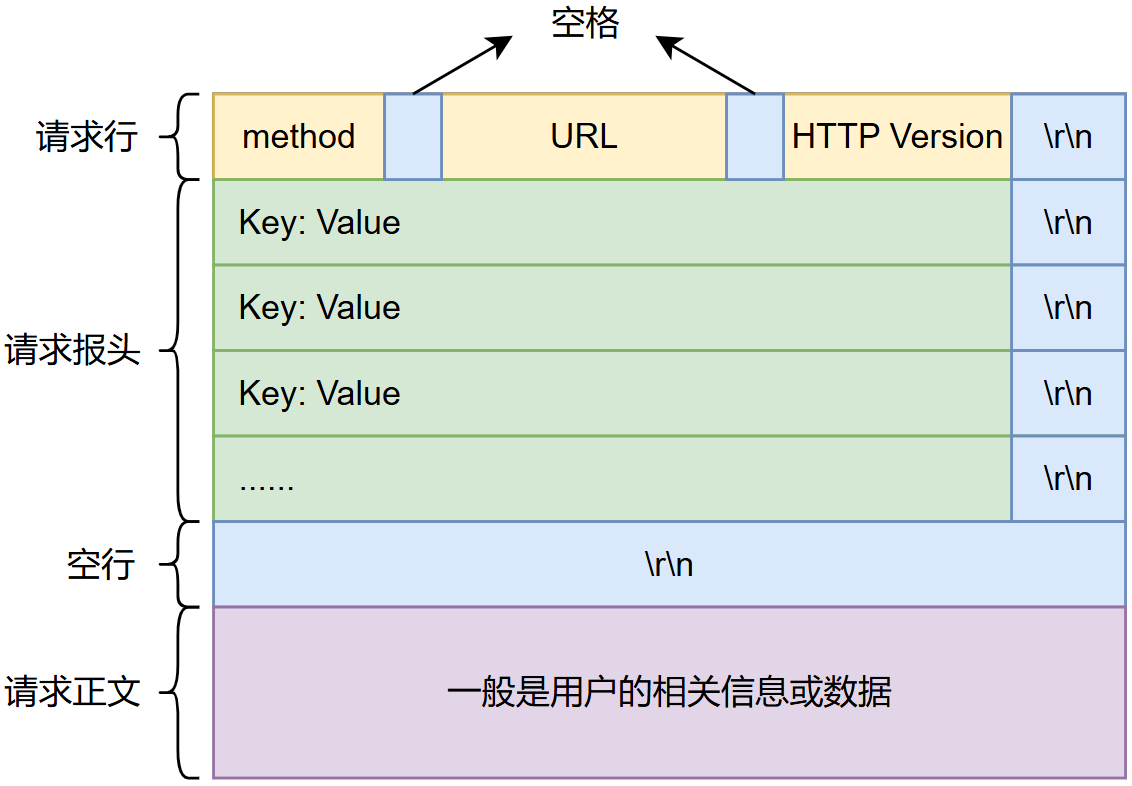 空格
请求行 method URL HTTP Version \r\n
Key: Value \r\n
Key: Value \r\n
请求报头
Key: Value \r\n
...... \r\n
空行 \r\n
请求正文 一般是用户的相关信息或数据